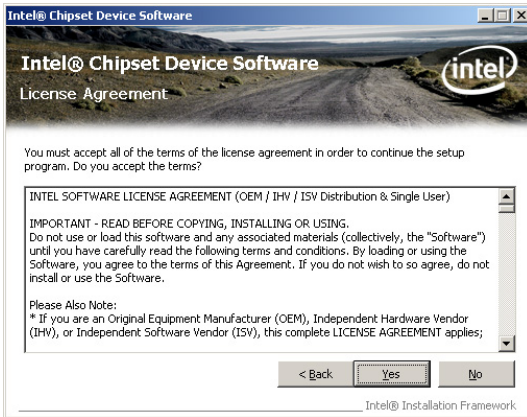 Intel® Chipset Device Software
Intel® Chipset Device Software
intel
License Agreement
You must accept all of the terms of the license agreement in order to continue the setup
program. Do you accept the terms?
INTEL SOFTWARE LICENSE AGREEMENT (OEM / IHV / ISV Distribution & Single User)
IMPORTANT - READ BEFORE COPYING, INSTALLING OR USING.
Do not use or load this software and any associated materials (collectively, the "Software")
until you have carefully read the following terms and conditions. By loading or using the
Software, you agree to the terms of this Agreement. If you do not wish to so agree, do not
install or use the Software.
Please Also Note:
* If you are an Original Equipment Manufacturer (OEM), Independent Hardware Vendor
(IHV), or Independent Software Vendor (ISV), this complete LICENSE AGREEMENT applies;
< Back Yes No
Intel® Installation Framework